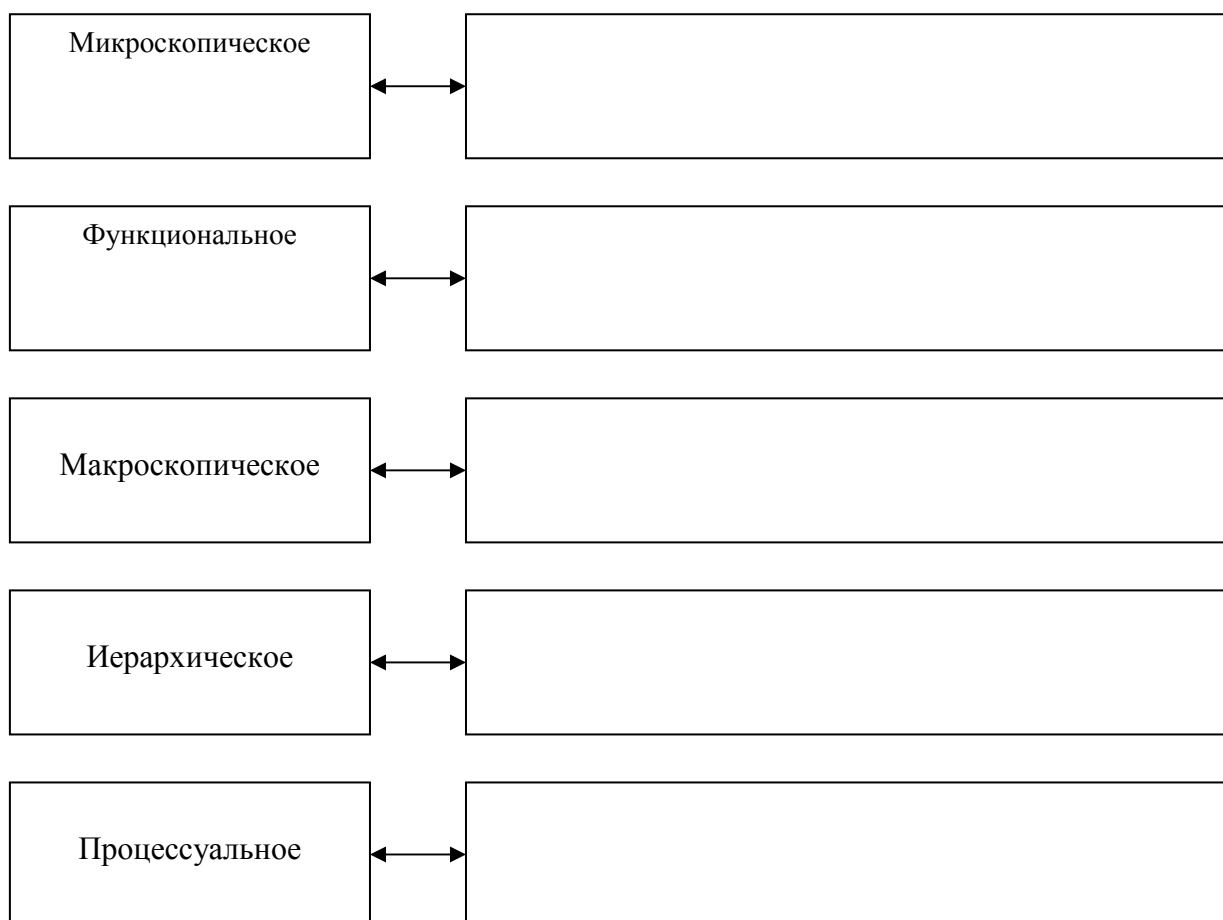 Микроскопическое
Функциональное
Макроскопическое
Иерархическое
Процессуальное